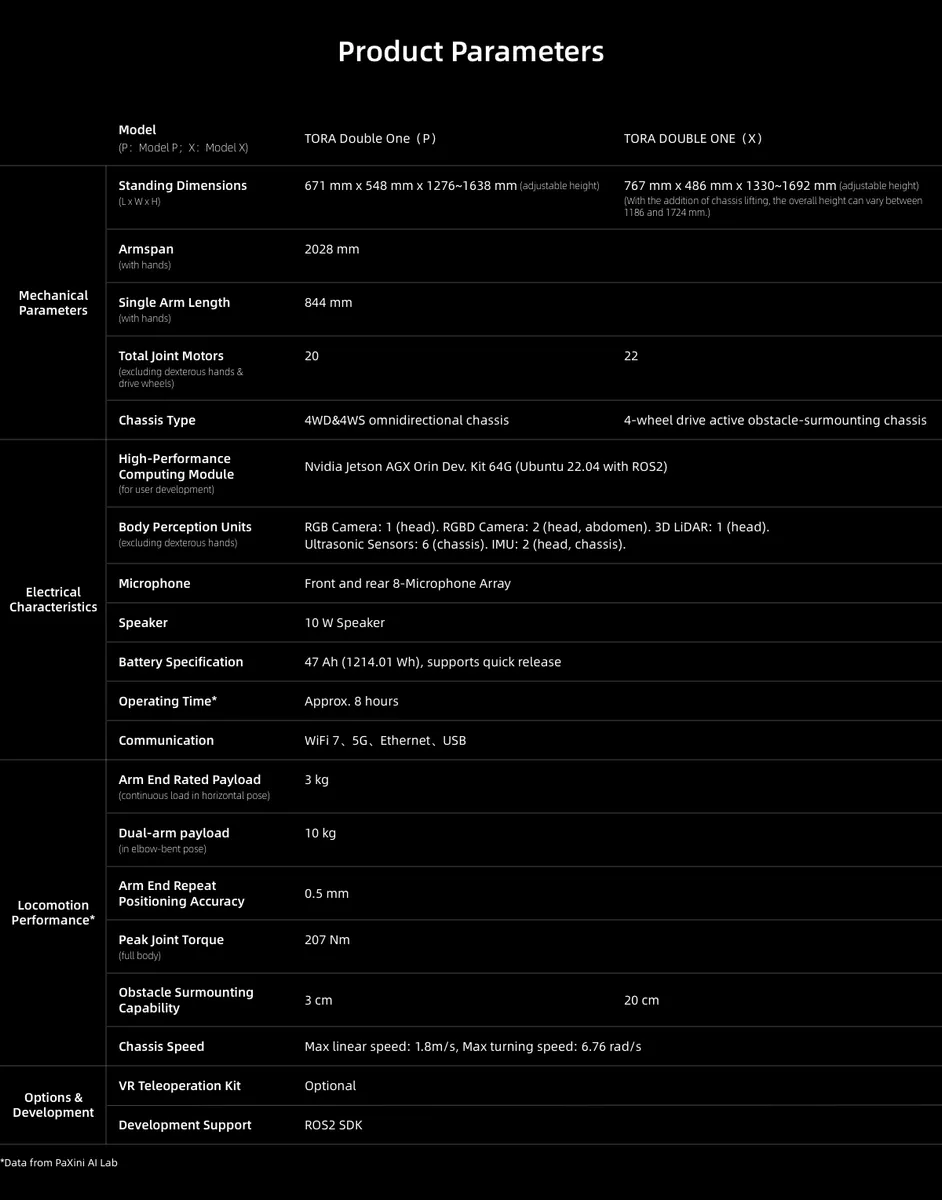 Product Parameters
Model
(P：Model P；X：Model X)
TORA Double One（P）
TORA DOUBLE ONE（X）
Mechanical
Parameters
Standing Dimensions
(L x W x H)
671 mm x 548 mm x 1276~1638 mm (adjustable height)
767 mm x 486 mm x 1330~1692 mm (adjustable height)
(With the addition of chassis lifting, the overall height can vary between
1186 and 1724 mm.)
Armspan
(with hands)
2028 mm
Single Arm Length
(with hands)
844 mm
Total Joint Motors
(excluding dexterous hands &
drive wheels)
20
22
Chassis Type
4WD&4WS omnidirectional chassis
4-wheel drive active obstacle-surmounting chassis
Electrical
Characteristics
High-Performance
Computing Module
(for user development)
Nvidia Jetson AGX Orin Dev. Kit 64G (Ubuntu 22.04 with ROS2)
Body Perception Units
(excluding dexterous hands)
RGB Camera: 1 (head). RGBD Camera: 2 (head, abdomen). 3D LiDAR: 1 (head).
Ultrasonic Sensors: 6 (chassis). IMU: 2 (head, chassis).
Microphone
Front and rear 8-Microphone Array
Speaker
10 W Speaker
Battery Specification
47 Ah (1214.01 Wh), supports quick release
Operating Time*
Approx. 8 hours
Communication
WiFi 7、5G、Ethernet、USB
Locomotion
Performance*
Arm End Rated Payload
(continuous load in horizontal pose)
3 kg
Dual-arm payload
(in elbow-bent pose)
10 kg
Arm End Repeat
Positioning Accuracy
0.5 mm
Peak Joint Torque
(full body)
207 Nm
Obstacle Surmounting
Capability
3 cm
20 cm
Chassis Speed
Max linear speed: 1.8m/s, Max turning speed: 6.76 rad/s
Options &
Development
VR Teleoperation Kit
Optional
Development Support
ROS2 SDK
*Data from PaXini AI Lab